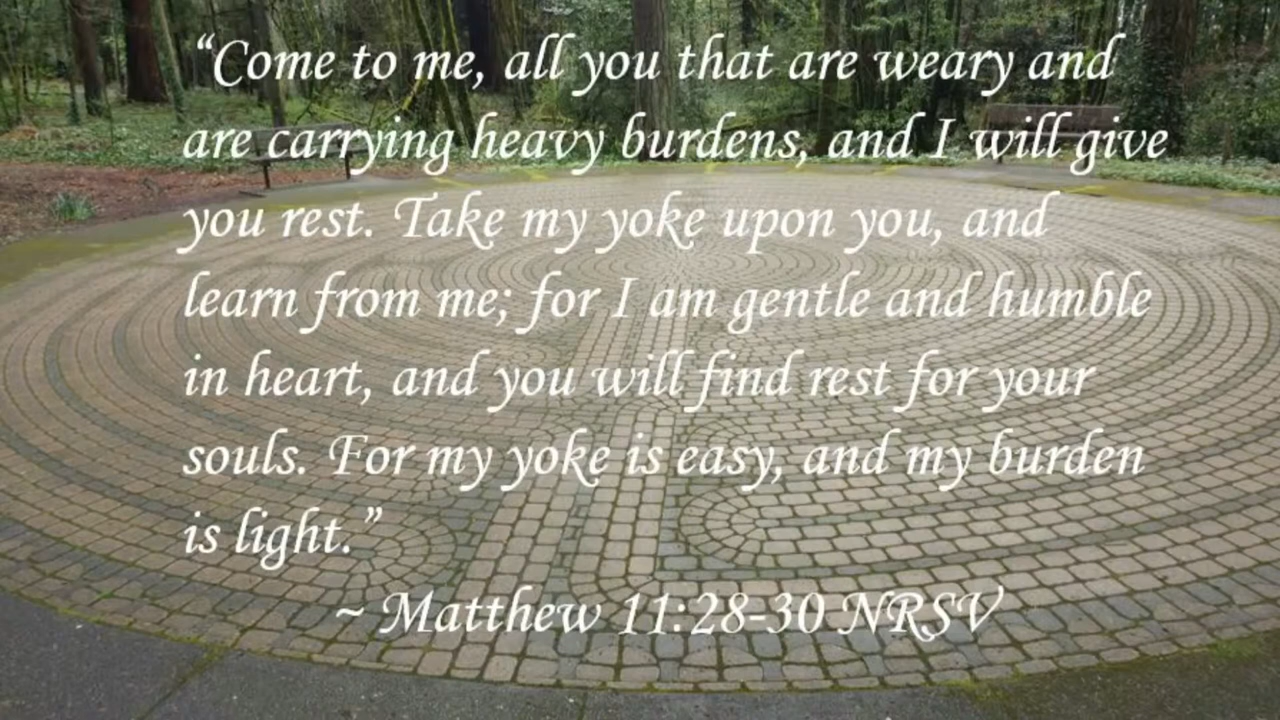 “Come to me, all you that are weary and
are carrying heavy burdens, and I will give
you rest. Take my yoke upon you, and
learn from me; for I am gentle and humble
in heart, and you will find rest for your
souls. For my yoke is easy, and my burden
is light.”
~ Matthew 11:28-30 NRSV